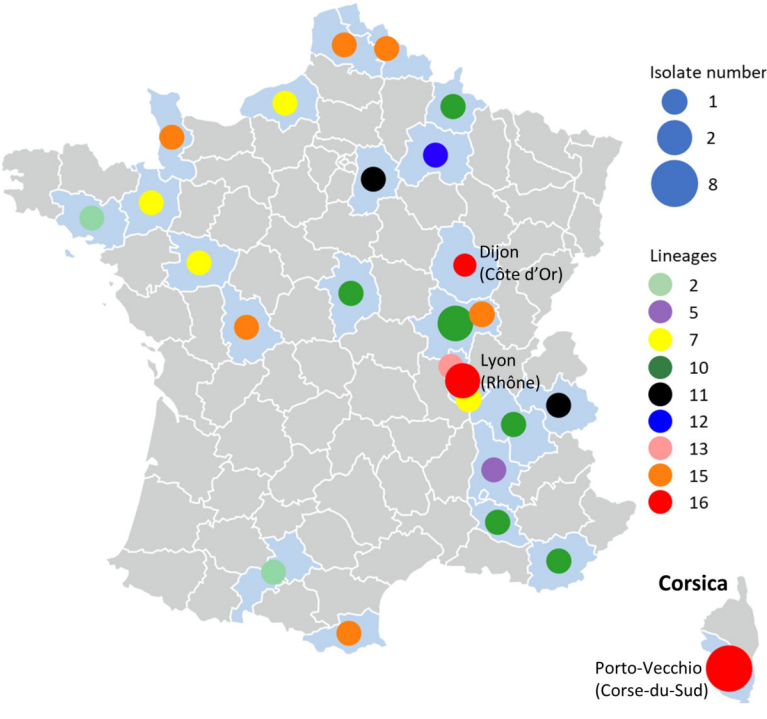 Isolate number
1
2
8
Dijon
(Côte d’Or)
Lineages
2
5
7
10
11
12
13
15
16
Lyon
(Rhône)
Corsica
Porto-Vecchio
(Corse-du-Sud)